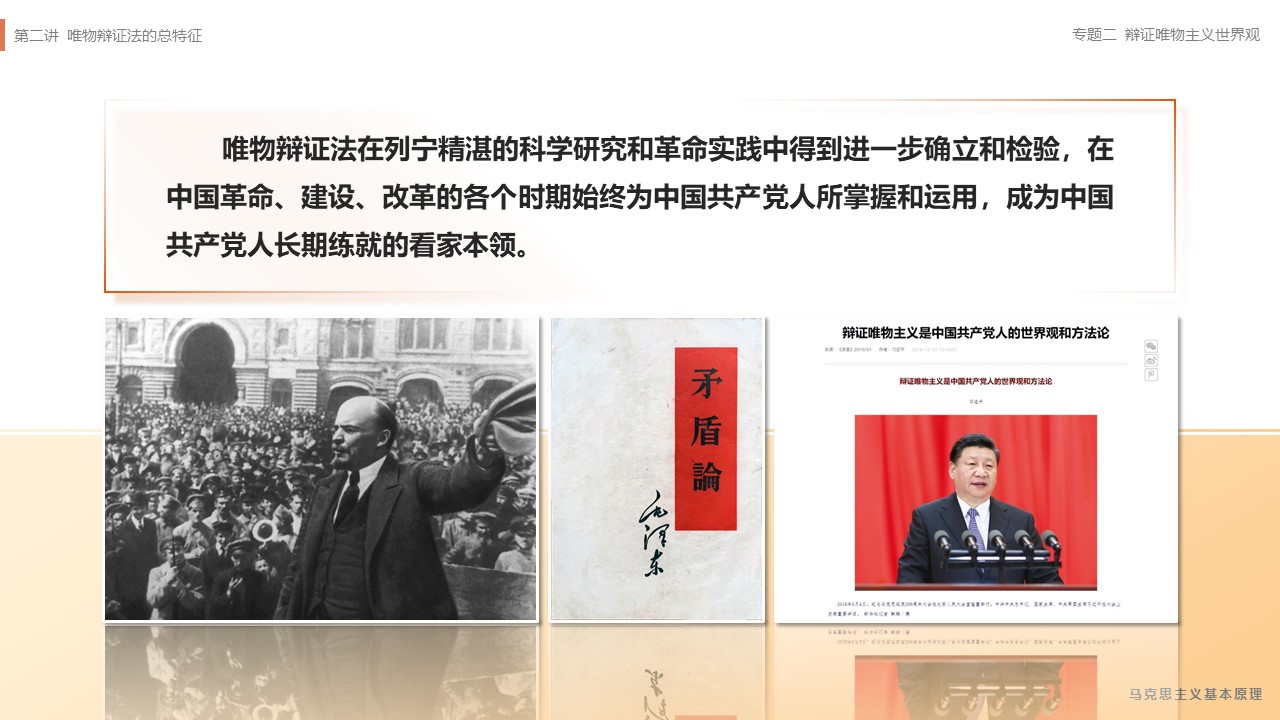 第二讲 唯物辩证法的总特征
专题二 辩证唯物主义世界观
唯物辩证法在列宁精湛的科学研究和革命实践中得到进一步确立和检验，在
中国革命、建设、改革的各个时期始终为中国共产党人所掌握和运用，成为中国
共产党人长期练就的看家本领。
矛盾論
毛泽东
辩证唯物主义是中国共产党人的世界观和方法论
辩证唯物主义是中国共产党人的世界观和方法论
习近平
马克思主义基本原理